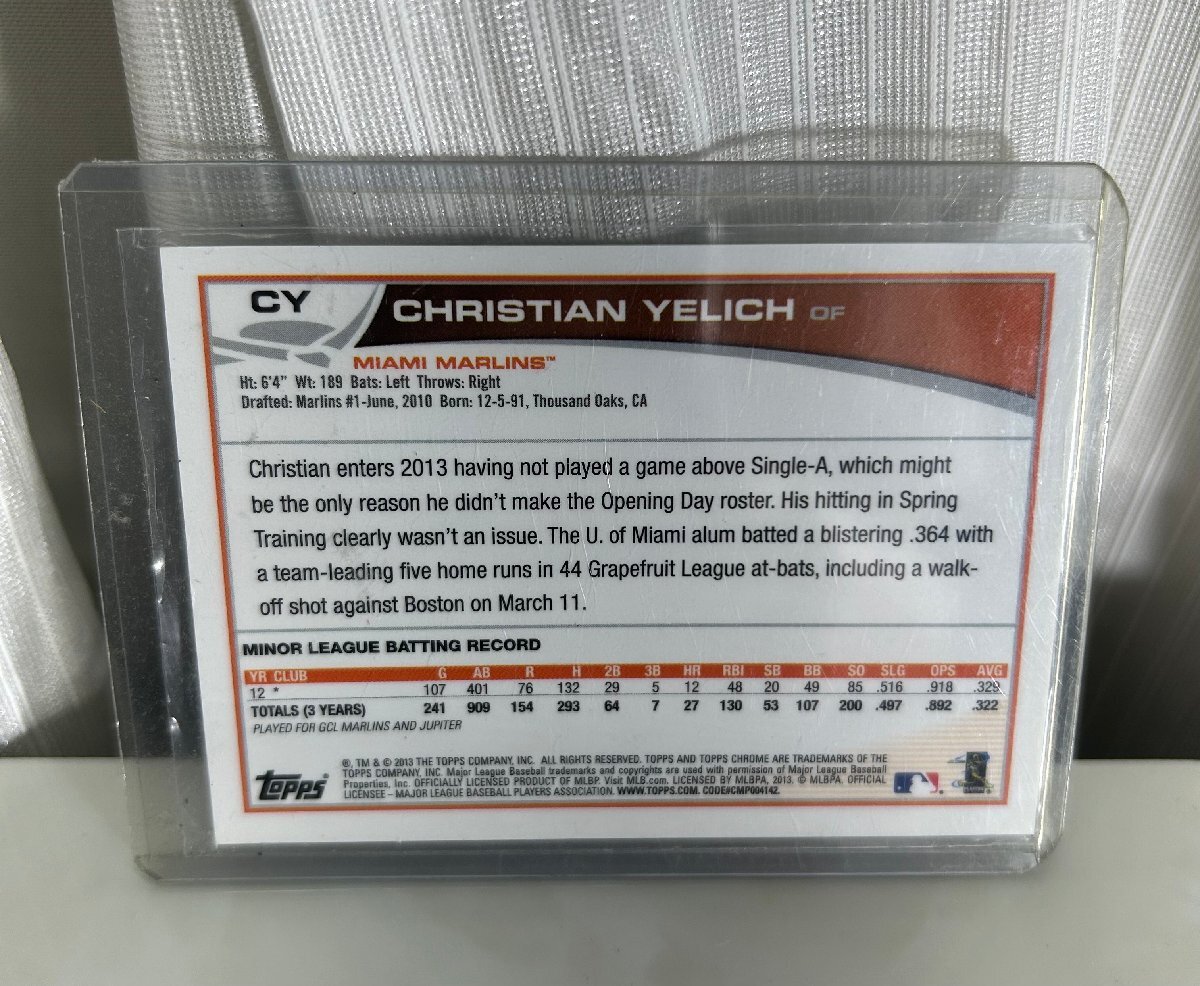 CY
CHRISTIAN YELICH OF
MIAMI MARLINS™
Ht: 6'4" Wt: 189 Bats: Left Throws: Right
Drafted: Marlins #1-June, 2010 Born: 12-5-91, Thousand Oaks, CA
Christian enters 2013 having not played a game above Single-A, which might
be the only reason he didn't make the Opening Day roster. His hitting in Spring
Training clearly wasn't an issue. The U. of Miami alum batted a blistering .364 with
a team-leading five home runs in 44 Grapefruit League at-bats, including a walk-
off shot against Boston on March 11.
MINOR LEAGUE BATTING RECORD
YR CLUB G AB R H 2B 3B HR RBI SB BB SO SLG OPS AVG
12 * 107 401 76 132 29 5 12 48 20 49 85 .516 .918 .329
TOTALS (3 YEARS) 241 909 154 293 64 7 27 130 53 107 200 .497 .892 .322
PLAYED FOR GCL MARLINS AND JUPITER
®, TM & © 2013 THE TOPPS COMPANY, INC. ALL RIGHTS RESERVED. TOPPS AND TOPPS CHROME ARE TRADEMARKS OF THE
TOPPS COMPANY, INC. Major League Baseball trademarks and copyrights are used with permission of Major League Baseball
Properties, Inc. OFFICIALLY LICENSED PRODUCT OF MLBP. Visit MLB.com. LICENSED BY MLBPA, 2013. © MLBPA. OFFICIAL
LICENSEE – MAJOR LEAGUE BASEBALL PLAYERS ASSOCIATION. WWW.TOPPS.COM. CODE#CMP004142.
Topps